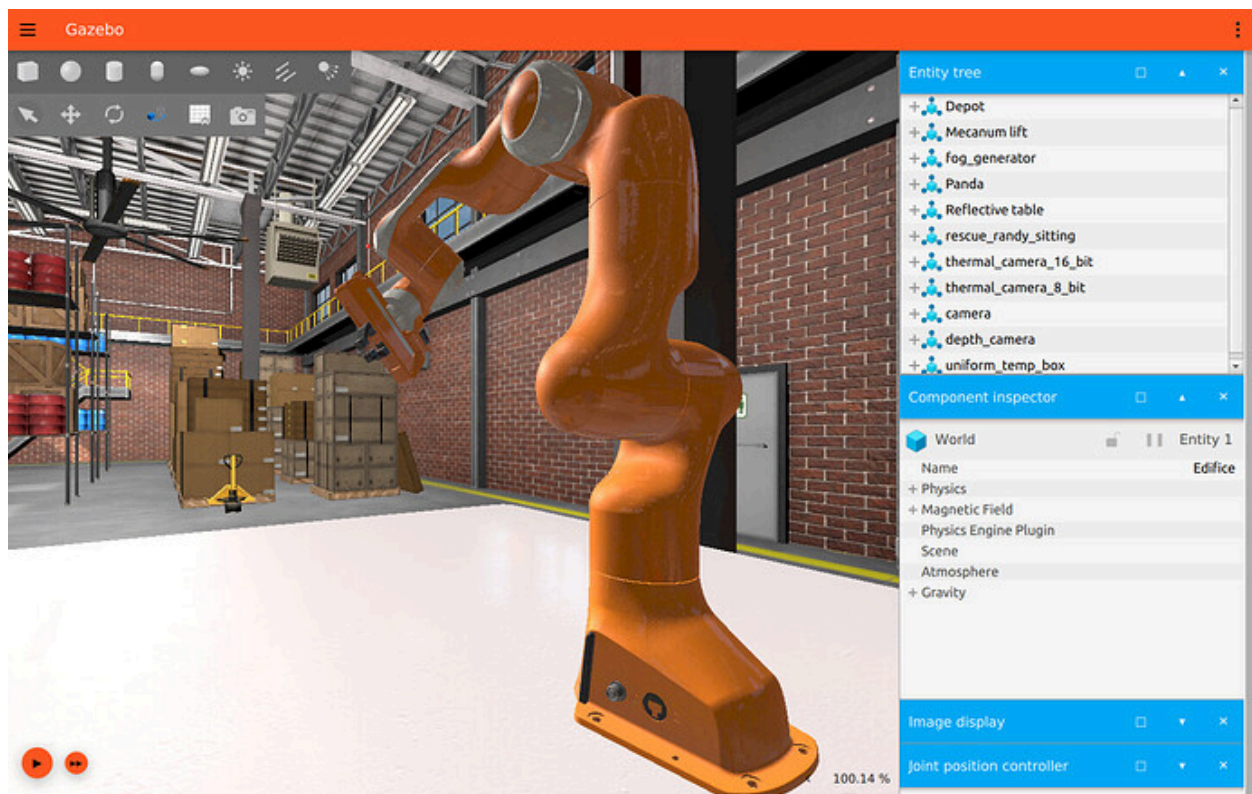 Gazebo
Entity tree
Depot
Mecanum lift
fog_generator
Panda
Reflective table
rescue_randy_sitting
thermal_camera_16_bit
thermal_camera_8_bit
camera
depth_camera
uniform_temp_box
Component inspector
World Entity 1
Name Edifice
Physics
Magnetic Field
Physics Engine Plugin
Scene
Atmosphere
Gravity
Image display
Joint position controller
100.14 %